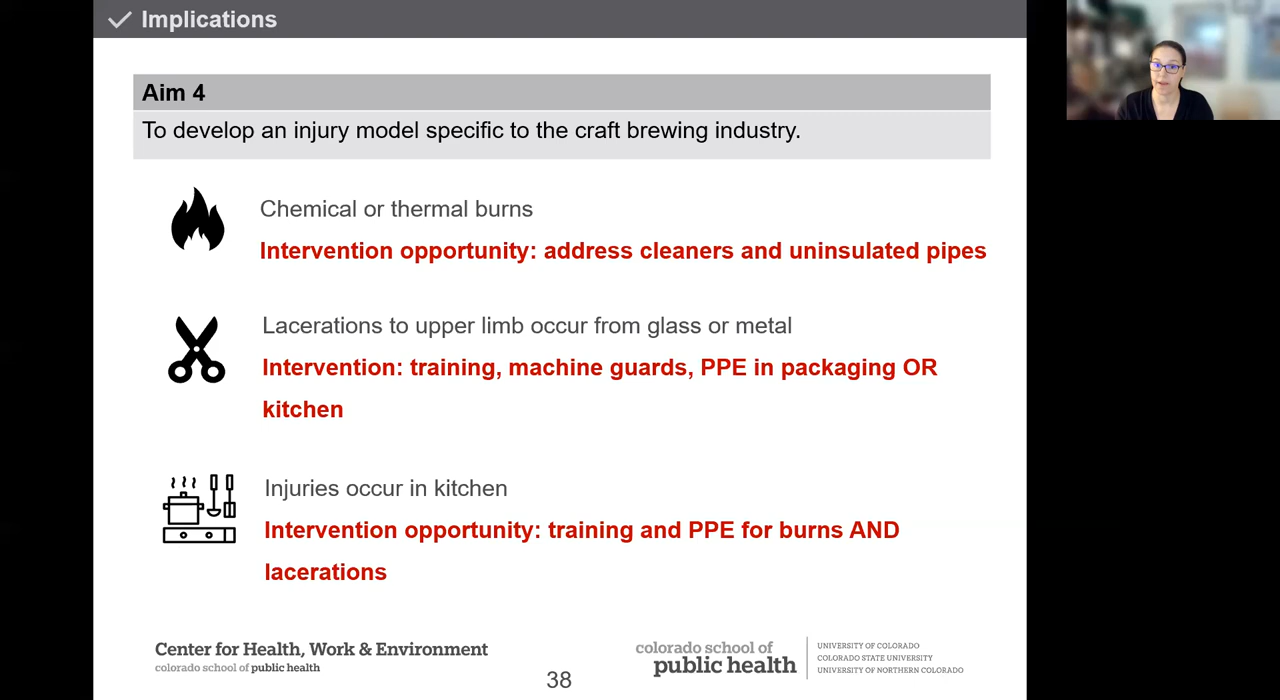 Implications
Aim 4
To develop an injury model specific to the craft brewing industry.
Chemical or thermal burns
Intervention opportunity: address cleaners and uninsulated pipes
Lacerations to upper limb occur from glass or metal
Intervention: training, machine guards, PPE in packaging OR
kitchen
Injuries occur in kitchen
Intervention opportunity: training and PPE for burns AND
lacerations
Center for Health, Work & Environment
colorado school of public health
38
colorado school of
public health
UNIVERSITY OF COLORADO
COLORADO STATE UNIVERSITY
UNIVERSITY OF NORTHERN COLORADO